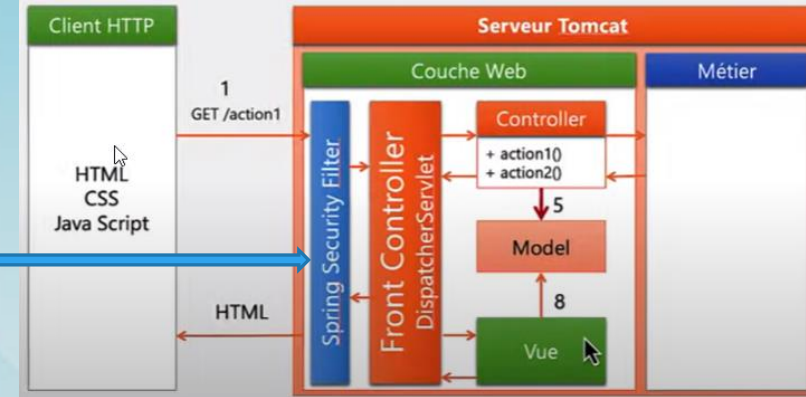 Client HTTP
Serveur Tomcat
Couche Web
Métier
1
GET /action1
HTML
CSS
Java Script
HTML
Spring Security Filter
Front Controller
DispatcherServlet
Controller
+ action1()
+ action2()
5
Model
8
Vue